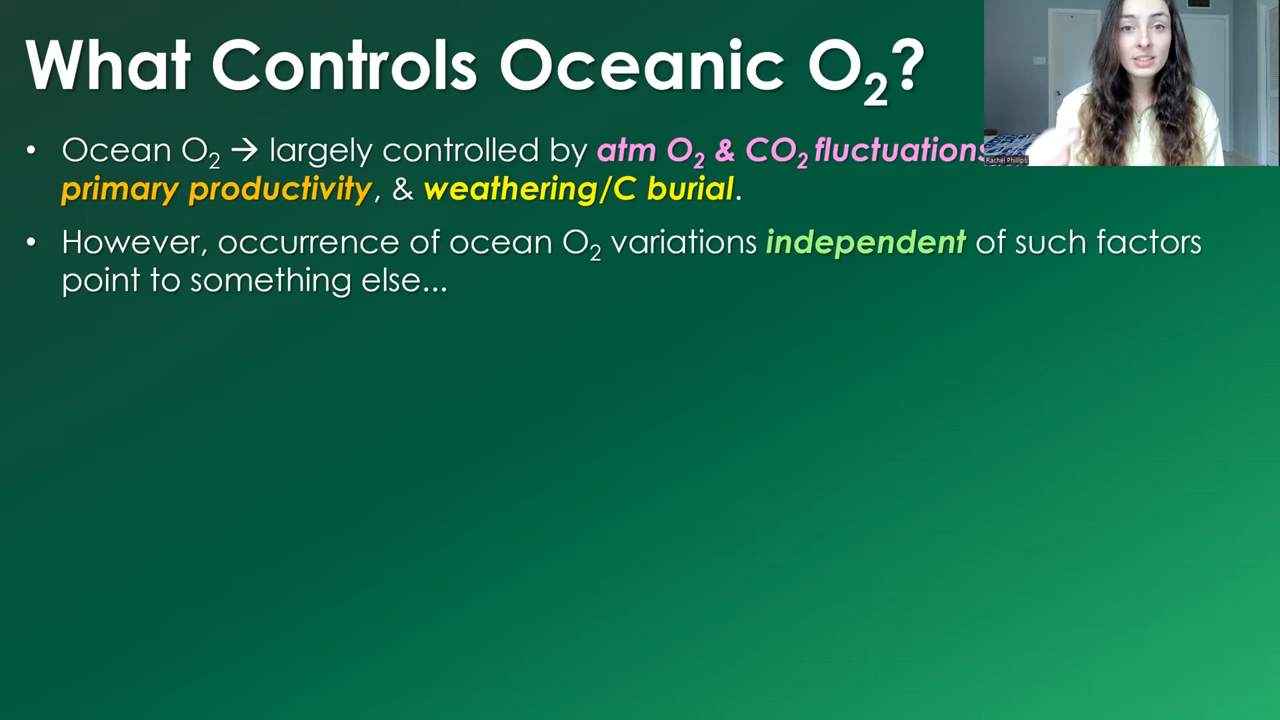 What Controls Oceanic O₂?
• Ocean O₂ → largely controlled by atm O₂ & CO₂ fluctuations
primary productivity, & weathering/C burial.
• However, occurrence of ocean O₂ variations independent of such factors
point to something else...
Rachel Phillips